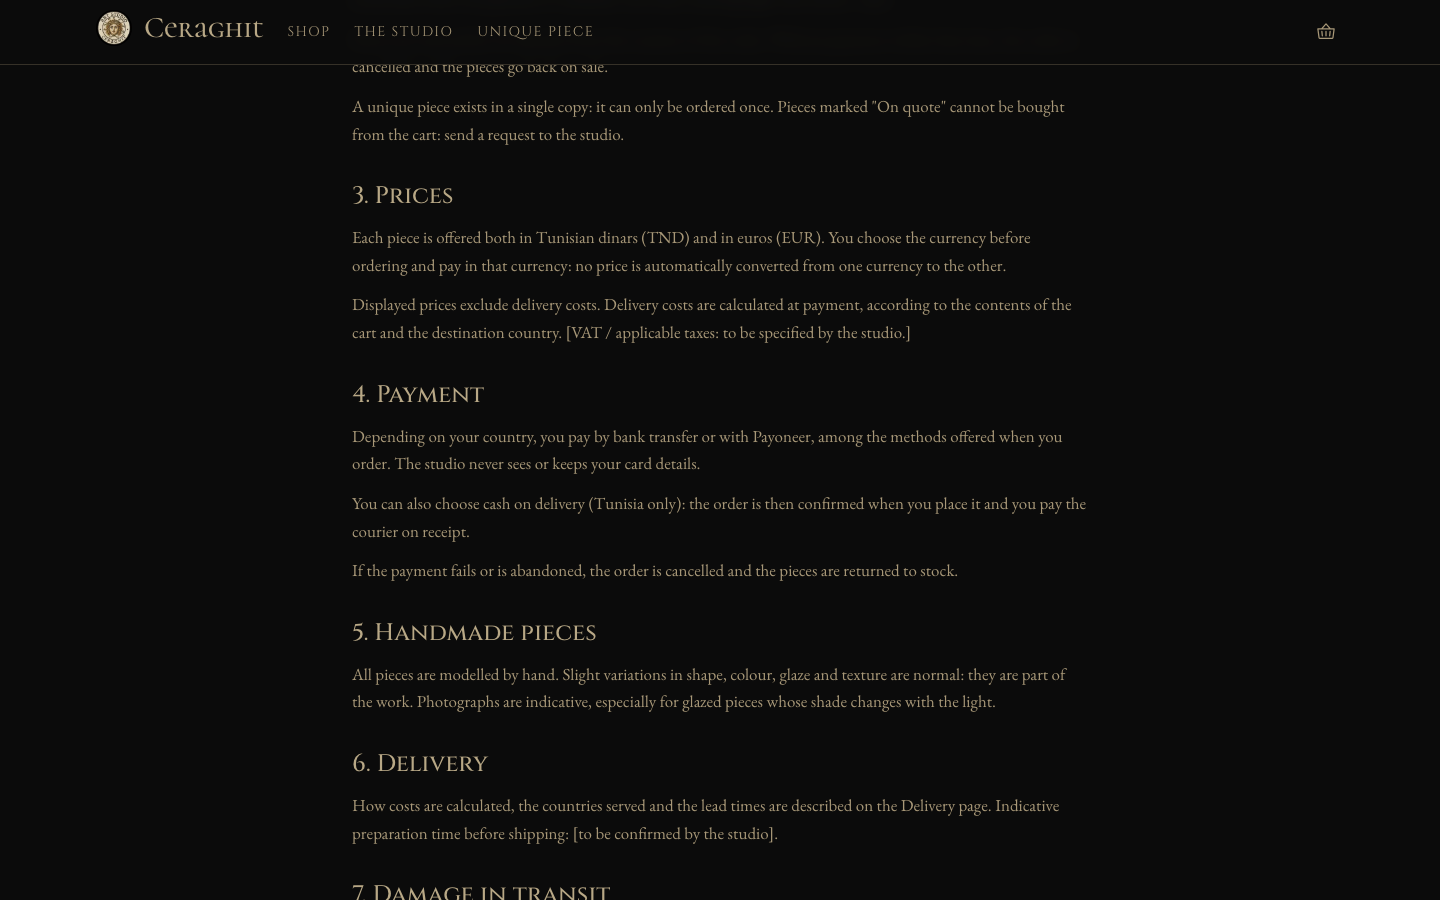 Ceraghit SHOP THE STUDIO UNIQUE PIECE
cancelled and the pieces go back on sale.
A unique piece exists in a single copy: it can only be ordered once. Pieces marked "On quote" cannot be bought
from the cart: send a request to the studio.
3. Prices
Each piece is offered both in Tunisian dinars (TND) and in euros (EUR). You choose the currency before
ordering and pay in that currency: no price is automatically converted from one currency to the other.
Displayed prices exclude delivery costs. Delivery costs are calculated at payment, according to the contents of the
cart and the destination country. [VAT / applicable taxes: to be specified by the studio.]
4. Payment
Depending on your country, you pay by bank transfer or with Payoneer, among the methods offered when you
order. The studio never sees or keeps your card details.
You can also choose cash on delivery (Tunisia only): the order is then confirmed when you place it and you pay the
courier on receipt.
If the payment fails or is abandoned, the order is cancelled and the pieces are returned to stock.
5. Handmade pieces
All pieces are modelled by hand. Slight variations in shape, colour, glaze and texture are normal: they are part of
the work. Photographs are indicative, especially for glazed pieces whose shade changes with the light.
6. Delivery
How costs are calculated, the countries served and the lead times are described on the Delivery page. Indicative
preparation time before shipping: [to be confirmed by the studio].
7. Damage in transit